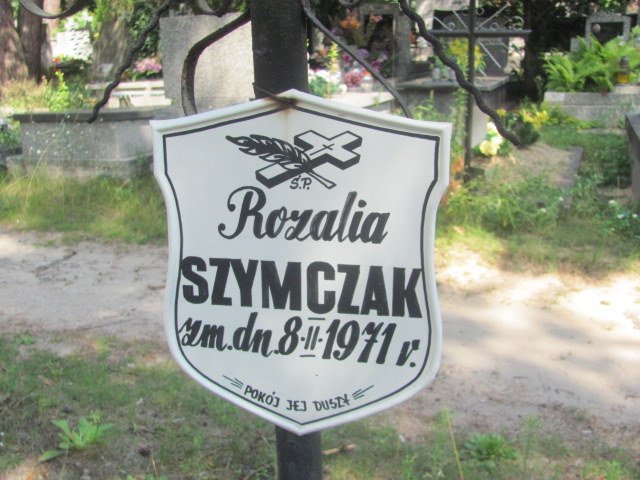 Ś.P.
Rozalia
SZYMCZAK
zm. dn. 8·II·1971 r.
POKÓJ JEJ DUSZY